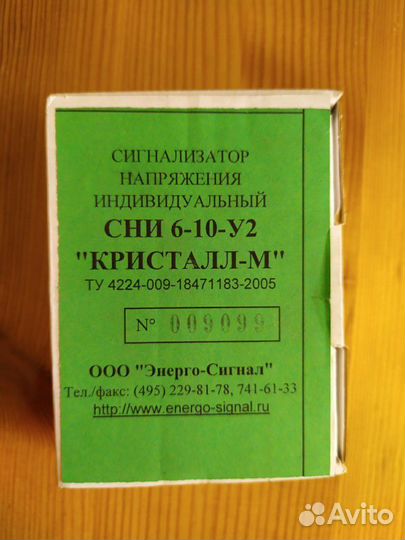 СИГНАЛИЗАТОР
НАПРЯЖЕНИЯ
ИНДИВИДУАЛЬНЫЙ
СНИ 6-10-У2
"КРИСТАЛЛ-М"
ТУ 4224-009-18471183-2005
№ 009099
ООО "Энерго-Сигнал"
Тел./факс: (495) 229-81-78, 741-61-33
http://www.energo-signal.ru
Avito